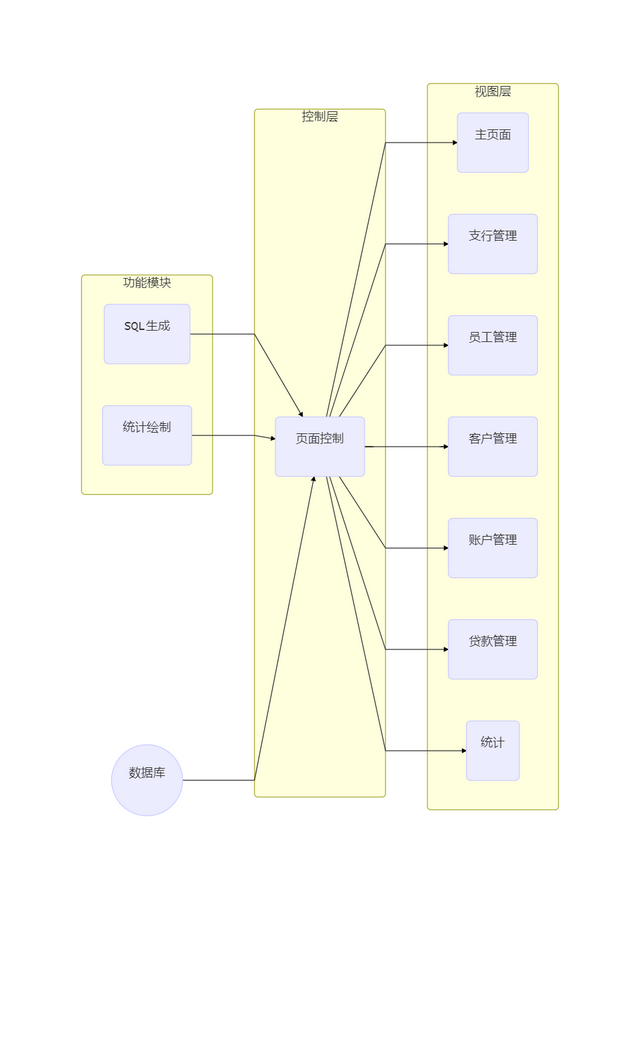 功能模块
SQL生成
统计绘制
数据库
控制层
页面控制
视图层
主页面
支行管理
员工管理
客户管理
账户管理
贷款管理
统计